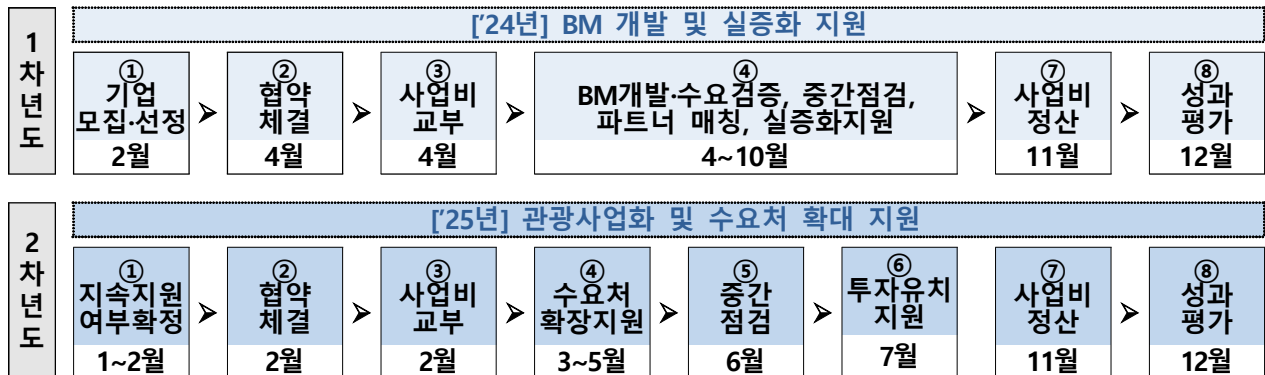 1
차
년
도
['24년] BM 개발 및 실증화 지원
①
기업
모집·선정
2월
➢
②
협약
체결
4월
➢
③
사업비
교부
4월
➢
④
BM개발·수요검증, 중간점검,
파트너 매칭, 실증화지원
4~10월
➢
⑦
사업비
정산
11월
➢
⑧
성과
평가
12월
2
차
년
도
['25년] 관광사업화 및 수요처 확대 지원
①
지속지원
여부확정
1~2월
➢
②
협약
체결
2월
➢
③
사업비
교부
2월
➢
④
수요처
확장지원
3~5월
➢
⑤
중간
점검
6월
➢
⑥
투자유치
지원
7월
⑦
사업비
정산
11월
➢
⑧
성과
평가
12월